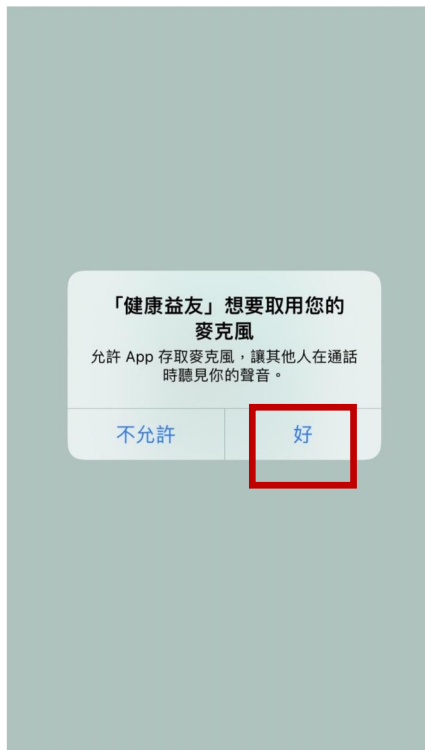 「健康益友」想要取用您的
麥克風
允許 App 存取麥克風，讓其他人在通話
時聽見你的聲音。
不允許
好